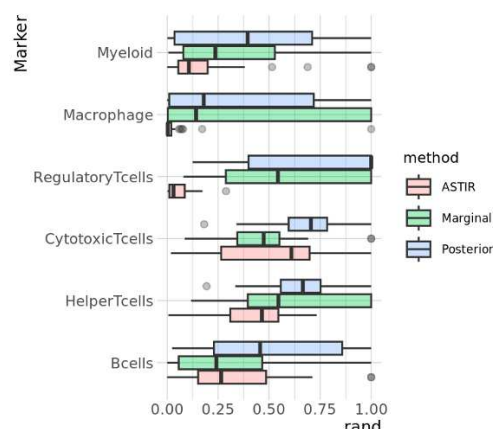 Marker
Myeloid
Macrophage
RegulatoryTcells
CytotoxicTcells
HelperTcells
Bcells
0.00 0.25 0.50 0.75 1.00
rand
method
ASTIR
Marginal
Posterior